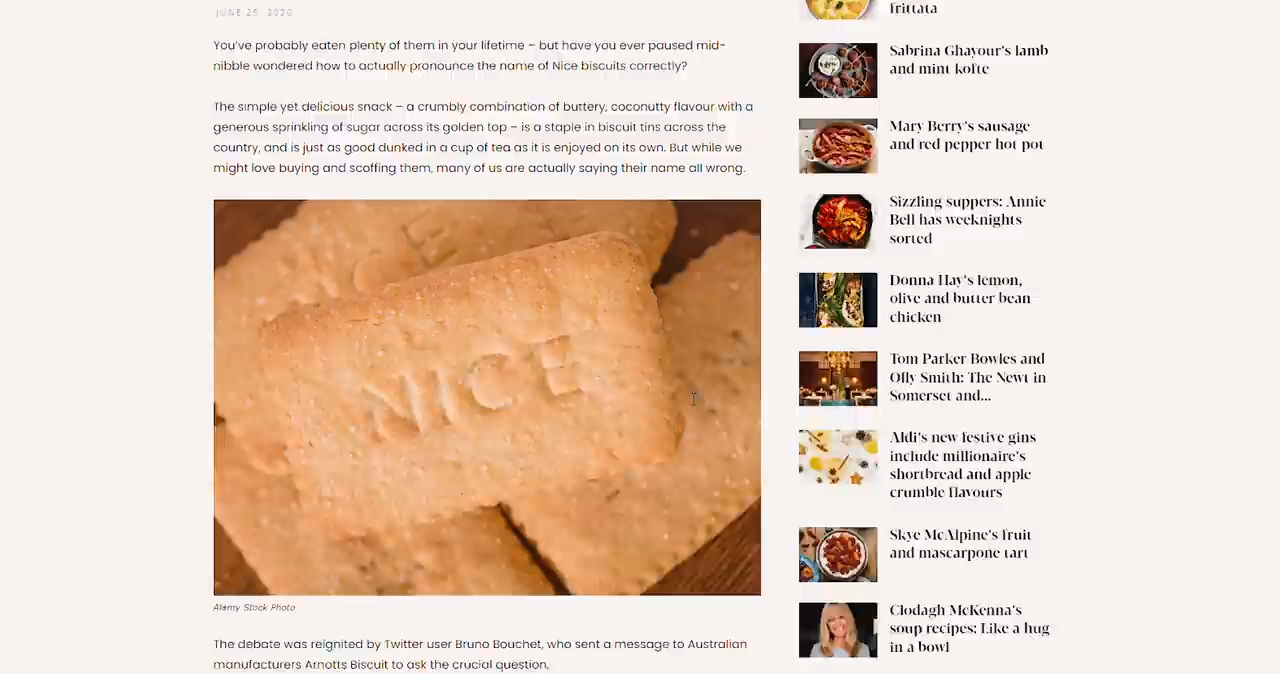 JUNE 25, 2020
You've probably eaten plenty of them in your lifetime – but have you ever paused mid-
nibble wondered how to actually pronounce the name of Nice biscuits correctly?
The simple yet delicious snack – a crumbly combination of buttery, coconutty flavour with a
generous sprinkling of sugar across its golden top – is a staple in biscuit tins across the
country, and is just as good dunked in a cup of tea as it is enjoyed on its own. But while we
might love buying and scoffing them, many of us are actually saying their name all wrong.
NICE
NICE
Alamy Stock Photo
The debate was reignited by Twitter user Bruno Bouchet, who sent a message to Australian
manufacturers Arnotts Biscuit to ask the crucial question,
frittata
Sabrina Ghayour's lamb
and mint kofte
Mary Berry's sausage
and red pepper hot pot
Sizzling suppers: Annie
Bell has weeknights
sorted
Donna Hay's lemon,
olive and butter bean
chicken
Tom Parker Bowles and
Olly Smith: The Newt in
Somerset and...
Aldi's new festive gins
include millionaire's
shortbread and apple
crumble flavours
Skye McAlpine's fruit
and mascarpone tart
Clodagh McKenna's
soup recipes: Like a hug
in a bowl